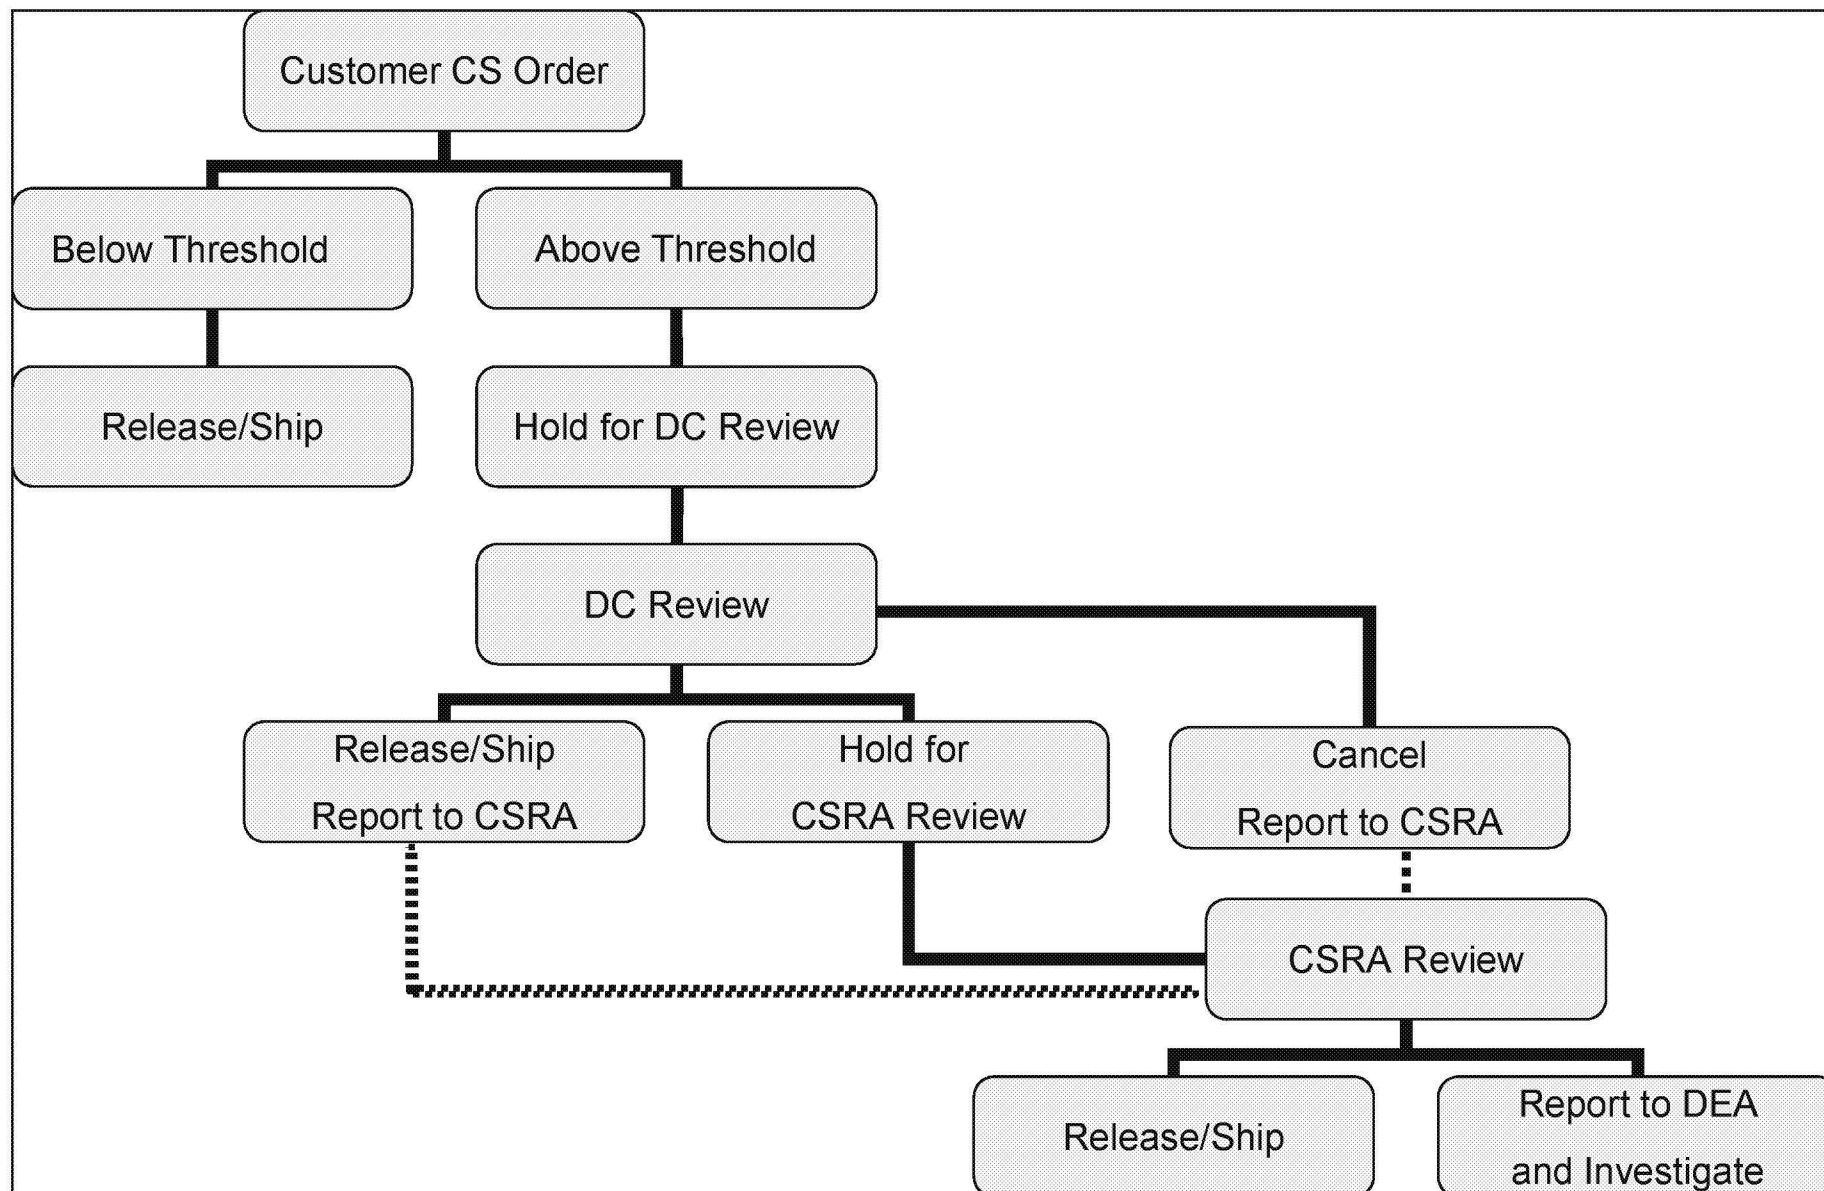 Customer CS Order
Below Threshold
Above Threshold
Release/Ship
Hold for DC Review
DC Review
Release/Ship
Report to CSRA
Hold for
CSRA Review
Cancel
Report to CSRA
CSRA Review
Release/Ship
Report to DEA
and Investigate